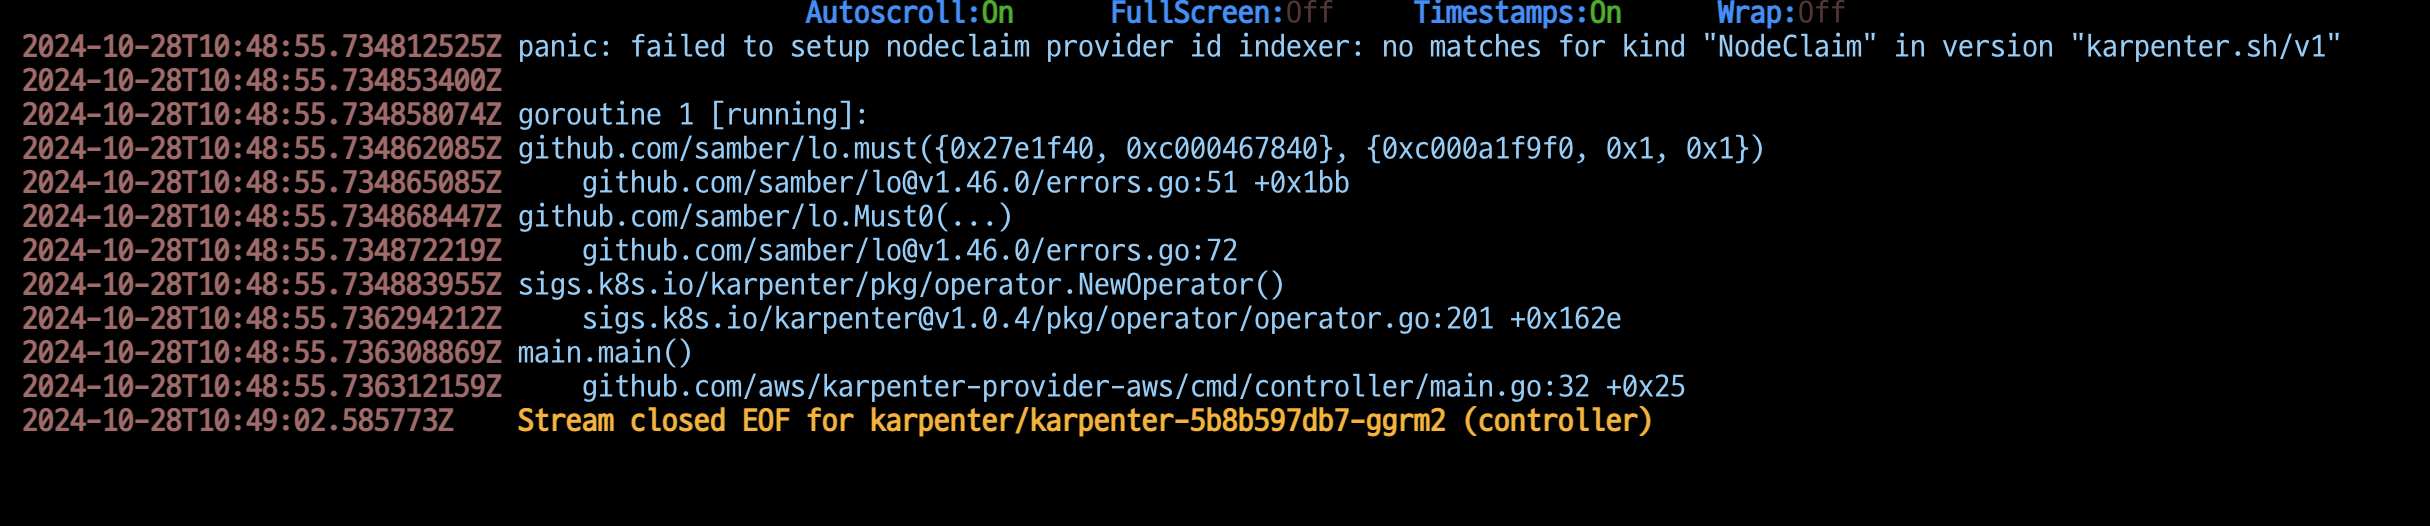 Autoscroll:On FullScreen:Off Timestamps:On Wrap:Off
2024-10-28T10:48:55.734812525Z panic: failed to setup nodeclaim provider id indexer: no matches for kind "NodeClaim" in version "karpenter.sh/v1"
2024-10-28T10:48:55.734853400Z
2024-10-28T10:48:55.734858074Z goroutine 1 [running]:
2024-10-28T10:48:55.734862085Z github.com/samber/lo.must({0x27e1f40, 0xc000467840}, {0xc000a1f9f0, 0x1, 0x1})
2024-10-28T10:48:55.734865085Z     github.com/samber/lo@v1.46.0/errors.go:51 +0x1bb
2024-10-28T10:48:55.734868447Z github.com/samber/lo.Must0(...)
2024-10-28T10:48:55.734872219Z     github.com/samber/lo@v1.46.0/errors.go:72
2024-10-28T10:48:55.734883955Z sigs.k8s.io/karpenter/pkg/operator.NewOperator()
2024-10-28T10:48:55.736294212Z     sigs.k8s.io/karpenter@v1.0.4/pkg/operator/operator.go:201 +0x162e
2024-10-28T10:48:55.736308869Z main.main()
2024-10-28T10:48:55.736312159Z     github.com/aws/karpenter-provider-aws/cmd/controller/main.go:32 +0x25
2024-10-28T10:49:02.585773Z    Stream closed EOF for karpenter/karpenter-5b8b597db7-ggrm2 (controller)